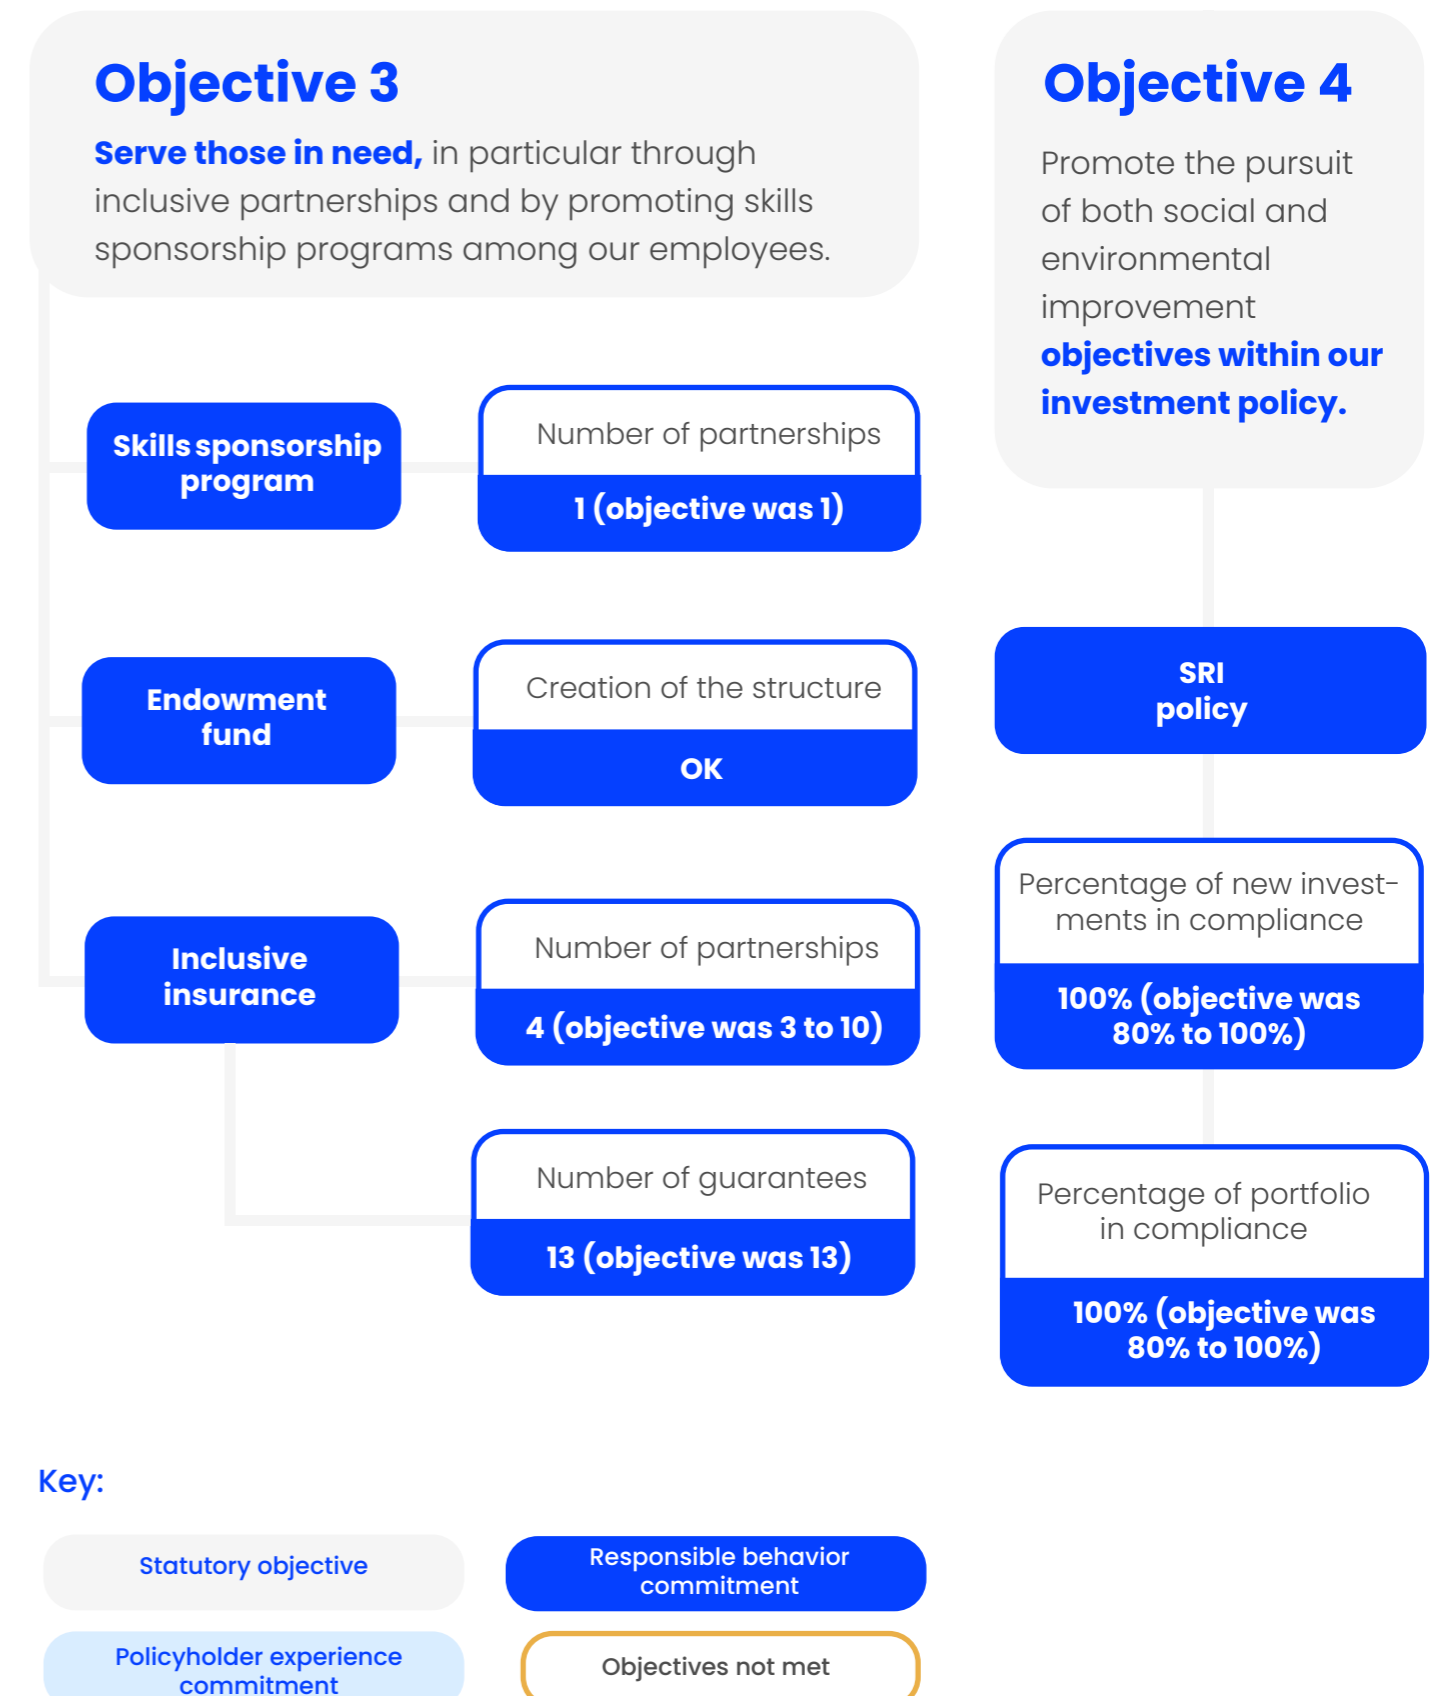 Objective 3
Serve those in need, in particular through
inclusive partnerships and by promoting skills
sponsorship programs among our employees.
Skills sponsorship
program
Number of partnerships
1 (objective was 1)
Endowment
fund
Creation of the structure
OK
Inclusive
insurance
Number of partnerships
4 (objective was 3 to 10)
Number of guarantees
13 (objective was 13)
Objective 4
Promote the pursuit
of both social and
environmental
improvement
objectives within our
investment policy.
SRI
policy
Percentage of new invest-
ments in compliance
100% (objective was
80% to 100%)
Percentage of portfolio
in compliance
100% (objective was
80% to 100%)
Key:
Statutory objective
Responsible behavior
commitment
Policyholder experience
commitment
Objectives not met